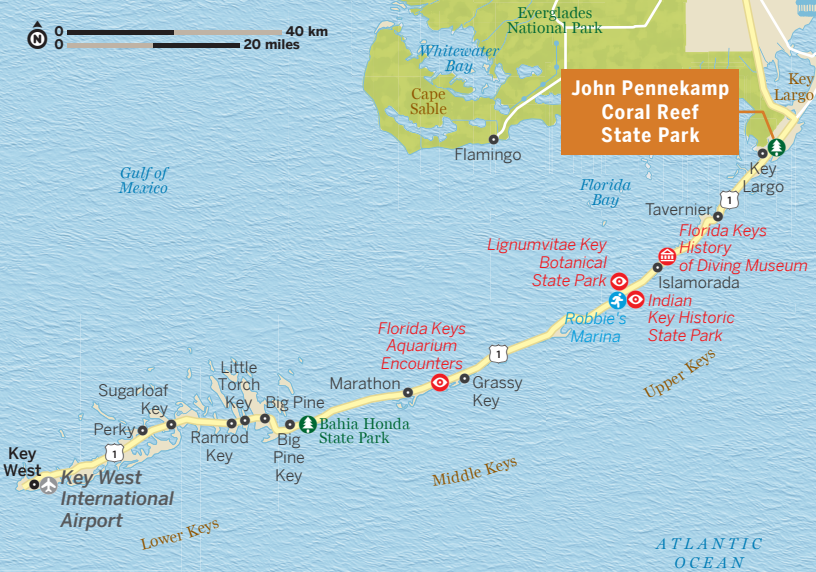 0 40 km
N
0 20 miles
Everglades
National Park
Whitewater
Bay
Cape
Sable
Key
Largo
John Pennekamp
Coral Reef
State Park
Flamingo
Gulf of
Mexico
Key
Largo
Florida
Bay
1
Tavernier
Florida Keys
History
of Diving Museum
Lignumvitae Key
Botanical
State Park
Islamorada
Indian
Key Historic
State Park
Robbie's
Marina
Florida Keys
Aquarium
Encounters
1
Upper Keys
Marathon
Grassy
Key
Little
Torch
Key
Sugarloaf
Key
Big Pine
Perky
Ramrod
Key
Big
Pine
Key
Bahia Honda
State Park
1
Key
West
Key West
International
Airport
Middle Keys
Lower Keys
ATLANTIC
OCEAN